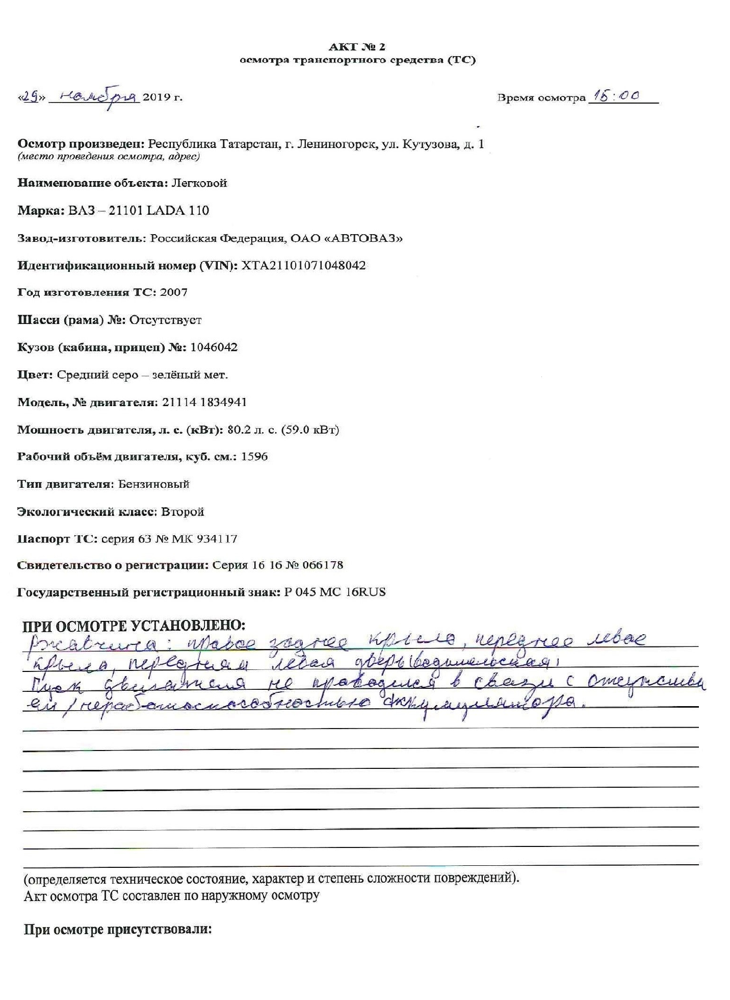 АКТ № 2
осмотра транспортного средства (ТС)
«29» ноября 2019 г. Время осмотра 15:00
Осмотр произведен: Республика Татарстан, г. Лениногорск, ул. Кутузова, д. 1
(место проведения осмотра, адрес)
Наименование объекта: Легковой
Марка: ВАЗ – 21101 LADA 110
Завод-изготовитель: Российская Федерация, ОАО «АВТОВАЗ»
Идентификационный номер (VIN): XTA21101071048042
Год изготовления ТС: 2007
Шасси (рама) №: Отсутствует
Кузов (кабина, прицеп) №: 1046042
Цвет: Средний серо – зелёный мет.
Модель, № двигателя: 21114 1834941
Мощность двигателя, л. с. (кВт): 80.2 л. с. (59.0 кВт)
Рабочий объём двигателя, куб. см.: 1596
Тип двигателя: Бензиновый
Экологический класс: Второй
Паспорт ТС: серия 63 № МК 934117
Свидетельство о регистрации: Серия 16 16 № 066178
Государственный регистрационный знак: Р 045 МС 16RUS
ПРИ ОСМОТРЕ УСТАНОВЛЕНО:
Ржавчина: правое заднее крыло, переднее левое
крыло, передняя левая дверь (водительская)
Пуск двигателя не проводился в связи с отсутстви
ем / неработоспособностью аккумулятора.
(определяется техническое состояние, характер и степень сложности повреждений).
Акт осмотра ТС составлен по наружному осмотру
При осмотре присутствовали: